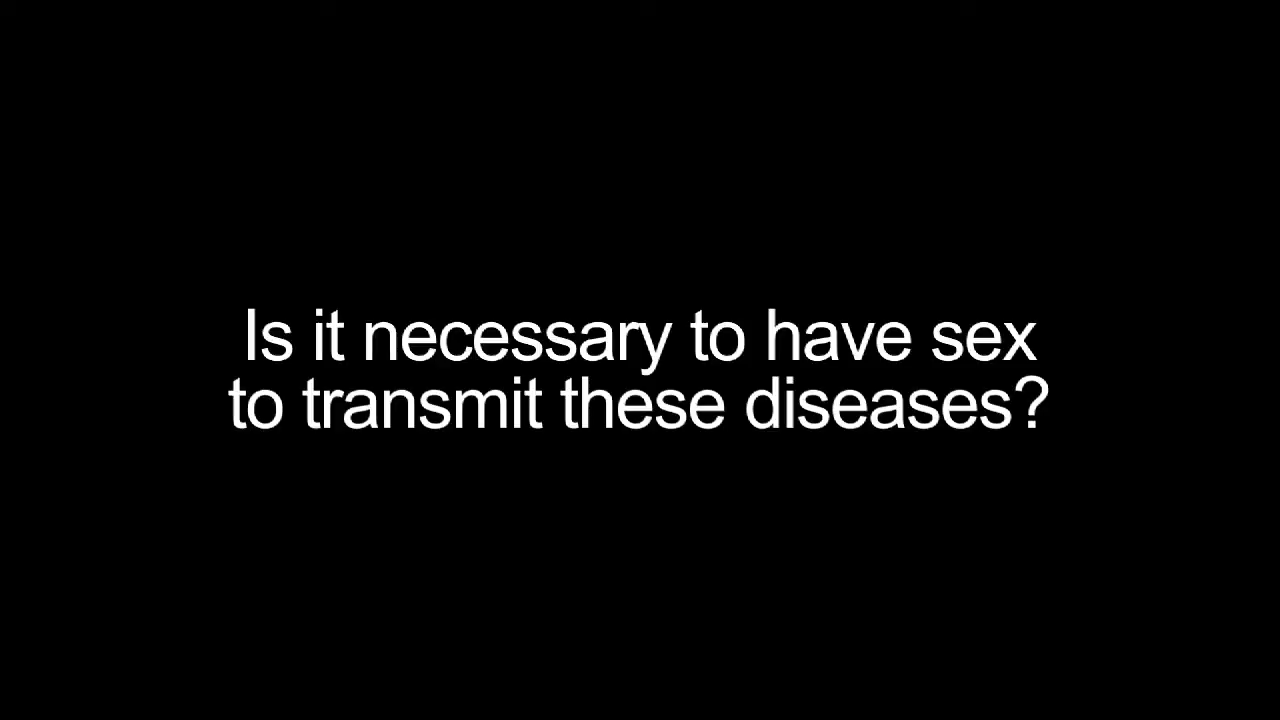 Is it necessary to have sex
to transmit these diseases?